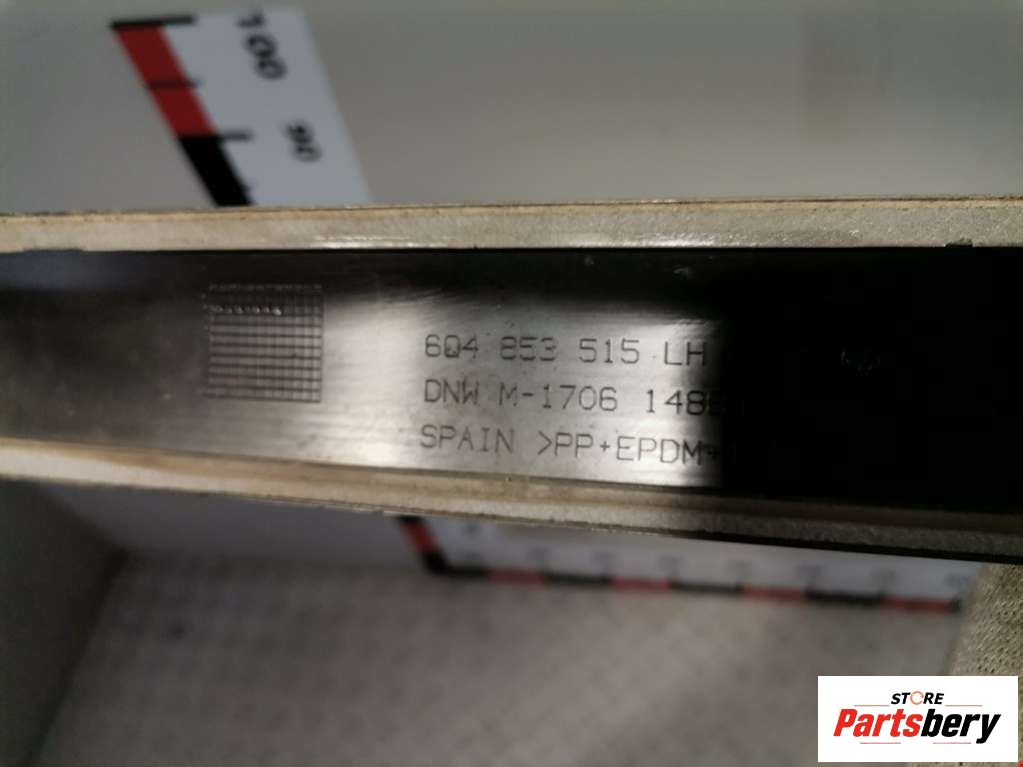 100
90
6Q4 853 515 LH
DNW M-1706
SPAIN >PP+EPDM
STORE
Partsbery